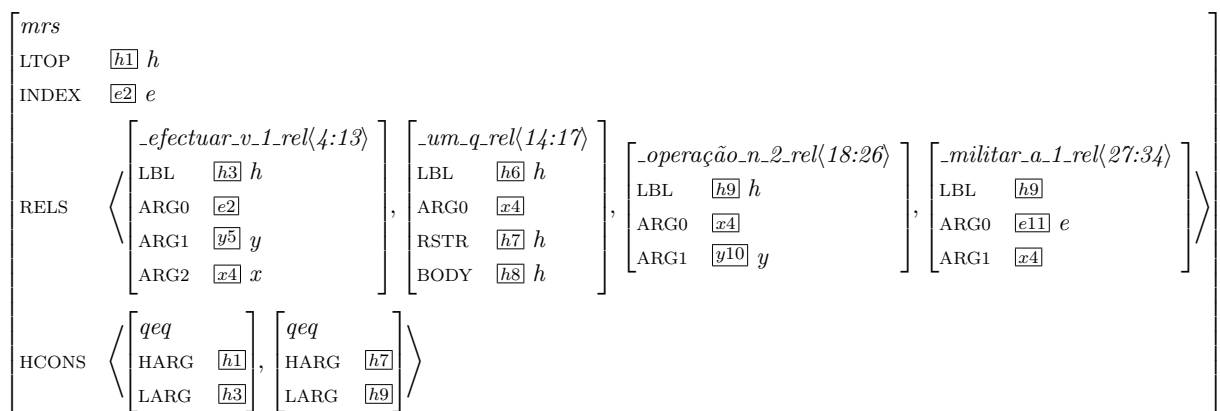 mrs
LTOP h1 h
INDEX e2 e
RELS ⟨ [ _efectuar_v_1_rel⟨4:13⟩ LBL h3 h ARG0 e2 ARG1 y5 y ARG2 x4 x ], [ _um_q_rel⟨14:17⟩ LBL h6 h ARG0 x4 RSTR h7 h BODY h8 h ], [ _operação_n_2_rel⟨18:26⟩ LBL h9 h ARG0 x4 ARG1 y10 y ], [ _militar_a_1_rel⟨27:34⟩ LBL h9 ARG0 e11 e ARG1 x4 ] ⟩
HCONS ⟨ [ qeq HARG h1 LARG h3 ], [ qeq HARG h7 LARG h9 ] ⟩